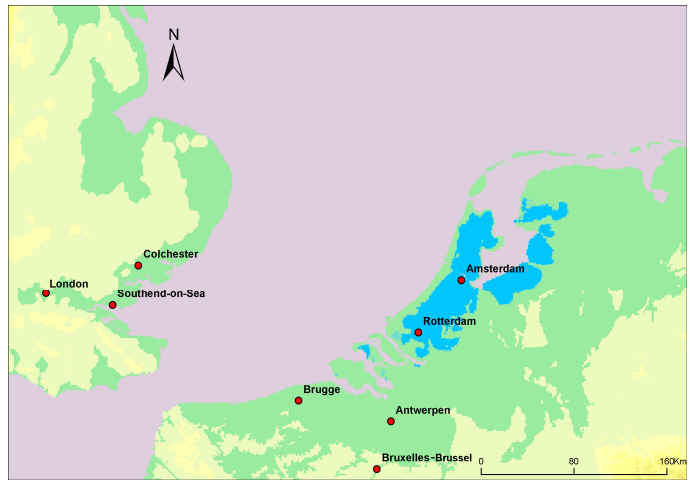 N
Colchester
London
Southend-on-Sea
Amsterdam
Rotterdam
Brugge
Antwerpen
Bruxelles-Brussel
0 80 160Km